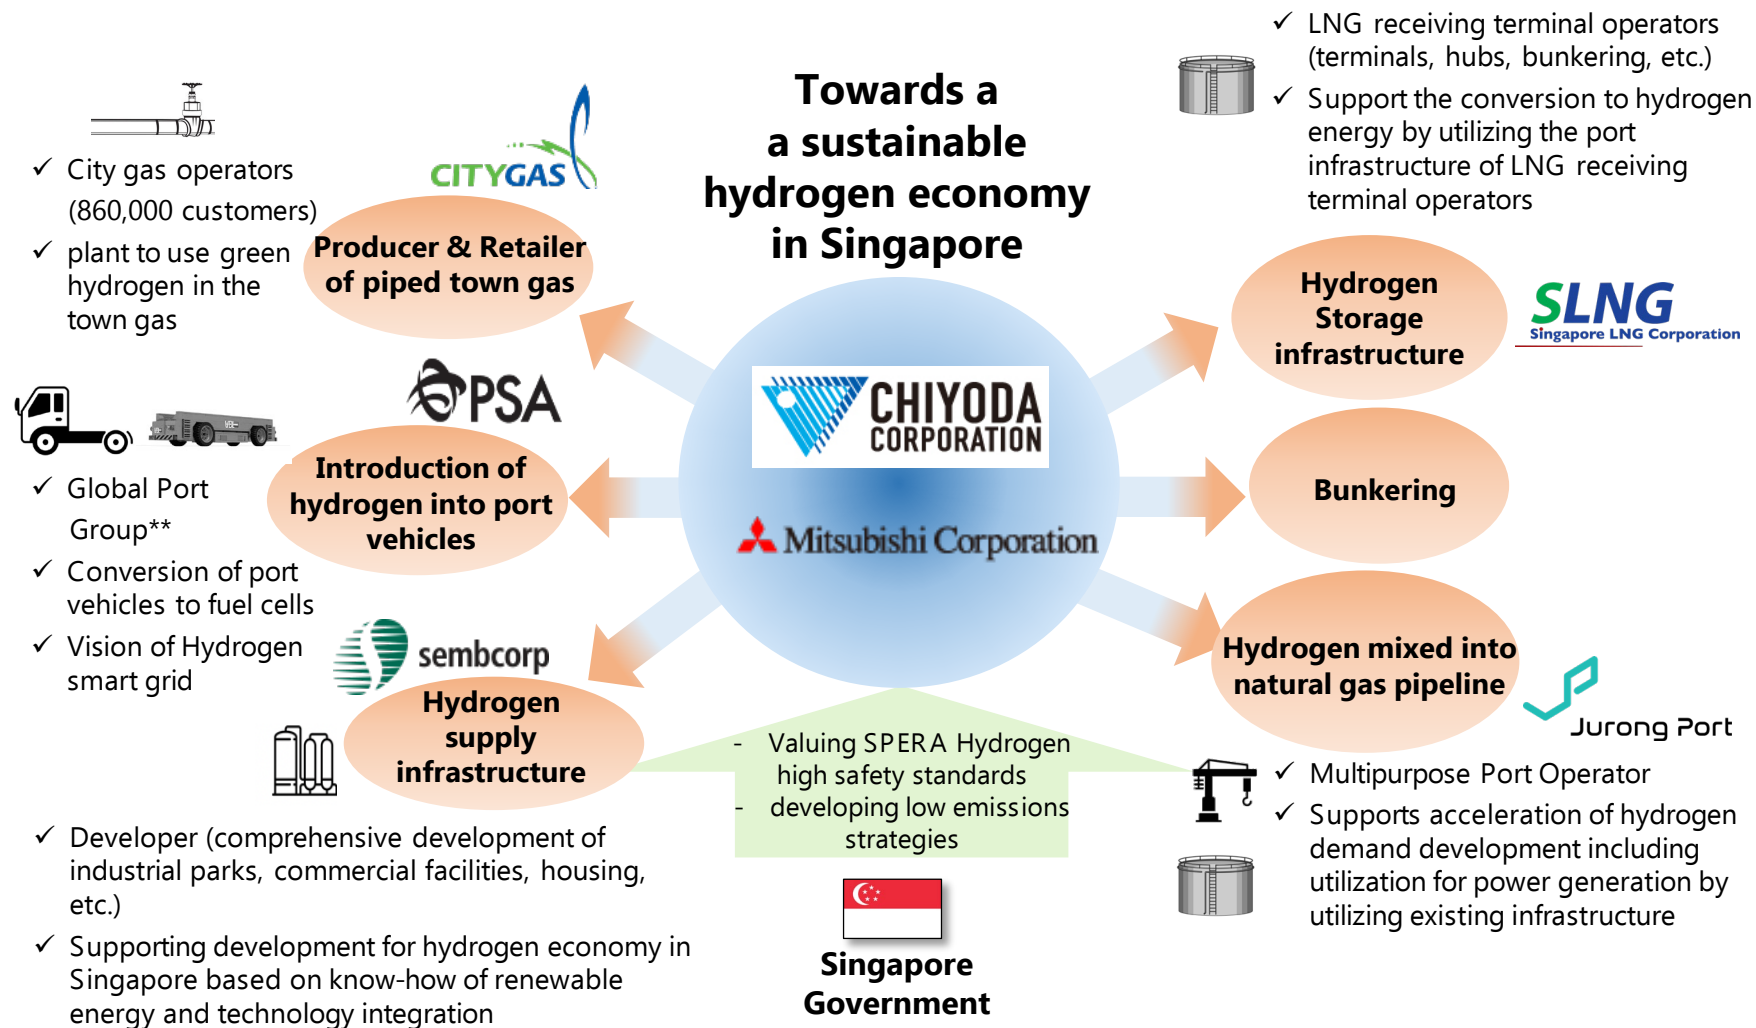 Towards a
a sustainable
hydrogen economy
in Singapore
✓ City gas operators
(860,000 customers)
✓ plant to use green
hydrogen in the
town gas
CITYGAS
Producer & Retailer
of piped town gas
PSA
Introduction of
hydrogen into port
vehicles
✓ Global Port
Group**
✓ Conversion of port
vehicles to fuel cells
✓ Vision of Hydrogen
smart grid
sembcorp
Hydrogen
supply
infrastructure
✓ Developer (comprehensive development of
industrial parks, commercial facilities, housing,
etc.)
✓ Supporting development for hydrogen economy in
Singapore based on know-how of renewable
energy and technology integration
CHIYODA
CORPORATION
Mitsubishi Corporation
- Valuing SPERA Hydrogen
high safety standards
- developing low emissions
strategies
Singapore
Government
✓ LNG receiving terminal operators
(terminals, hubs, bunkering, etc.)
✓ Support the conversion to hydrogen
energy by utilizing the port
infrastructure of LNG receiving
terminal operators
Hydrogen
Storage
infrastructure
SLNG
Singapore LNG Corporation
Bunkering
Hydrogen mixed into
natural gas pipeline
Jurong Port
✓ Multipurpose Port Operator
✓ Supports acceleration of hydrogen
demand development including
utilization for power generation by
utilizing existing infrastructure